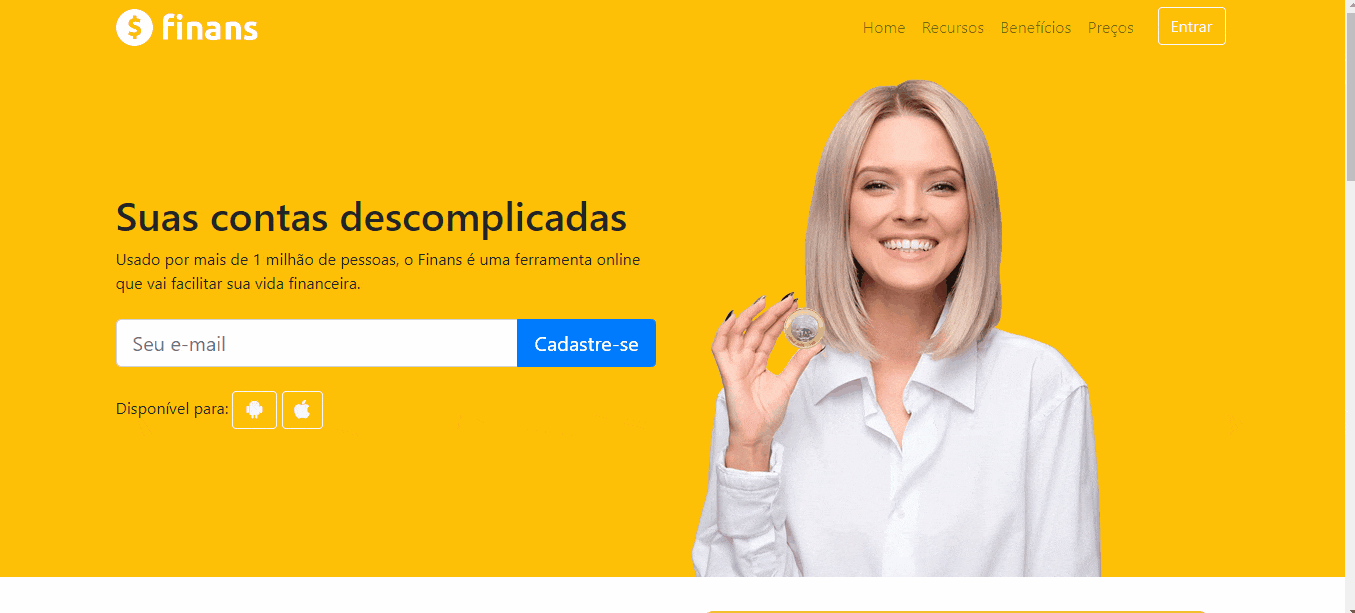 $ finans
Home Recursos Benefícios Preços Entrar
Suas contas descomplicadas
Usado por mais de 1 milhão de pessoas, o Finans é uma ferramenta online
que vai facilitar sua vida financeira.
Seu e-mail Cadastre-se
Disponível para: